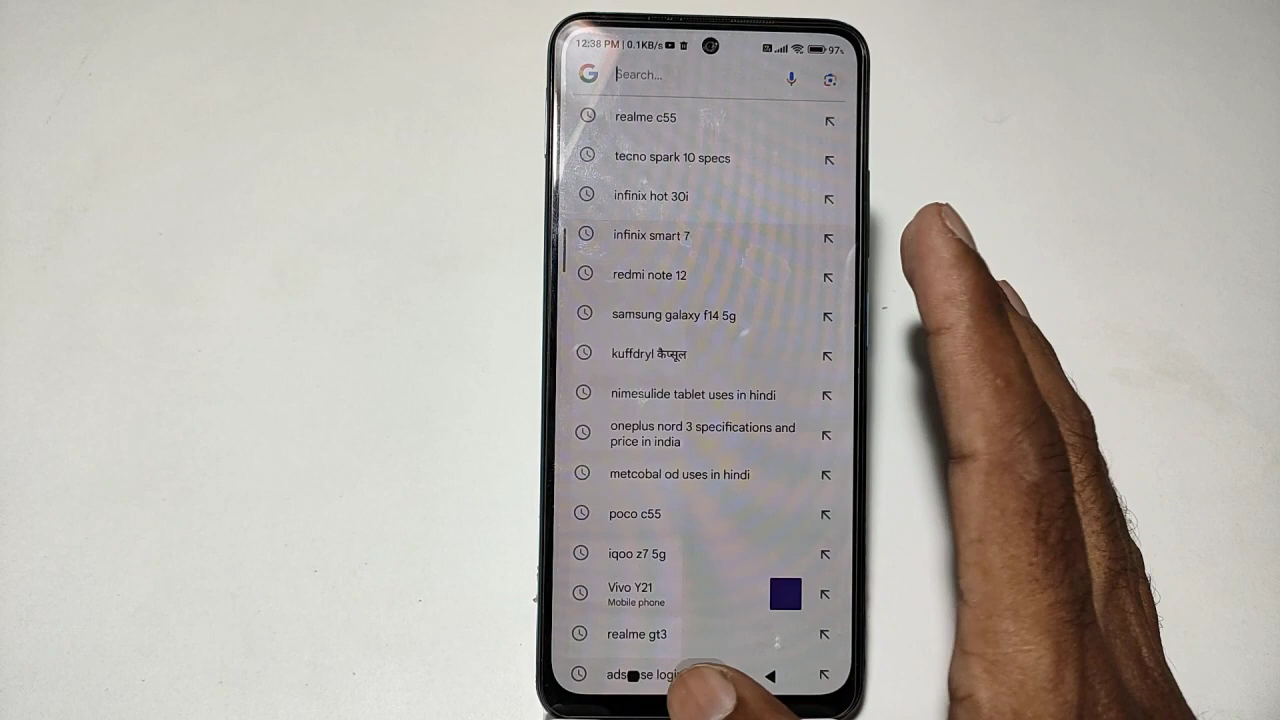 12:38 PM | 0.1KB/s 97%
Search...
realme c55
tecno spark 10 specs
infinix hot 30i
infinix smart 7
redmi note 12
samsung galaxy f14 5g
kuffdryl कैप्सूल
nimesulide tablet uses in hindi
oneplus nord 3 specifications and
price in india
metcobal od uses in hindi
poco c55
iqoo z7 5g
Vivo Y21
Mobile phone
realme gt3